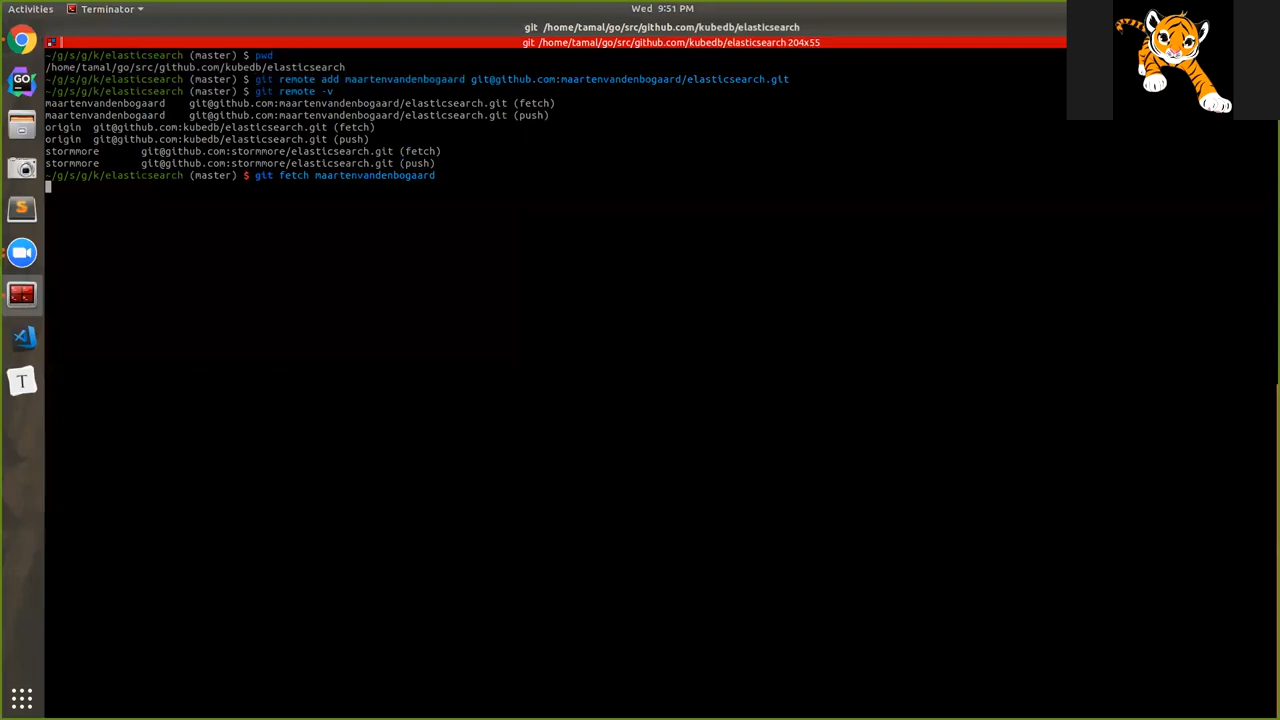 Activities
Terminator
Wed 9:51 PM
git /home/tamal/go/src/github.com/kubedb/elasticsearch
git /home/tamal/go/src/github.com/kubedb/elasticsearch 204x55
~/g/s/g/k/elasticsearch (master) $ pwd
/home/tamal/go/src/github.com/kubedb/elasticsearch
~/g/s/g/k/elasticsearch (master) $ git remote add maartenvandenbogaard git@github.com:maartenvandenbogaard/elasticsearch.git
~/g/s/g/k/elasticsearch (master) $ git remote -v
maartenvandenbogaard git@github.com:maartenvandenbogaard/elasticsearch.git (fetch)
maartenvandenbogaard git@github.com:maartenvandenbogaard/elasticsearch.git (push)
origin git@github.com:kubedb/elasticsearch.git (fetch)
origin git@github.com:kubedb/elasticsearch.git (push)
stormmore git@github.com:stormmore/elasticsearch.git (fetch)
stormmore git@github.com:stormmore/elasticsearch.git (push)
~/g/s/g/k/elasticsearch (master) $ git fetch maartenvandenbogaard
GO
S
T